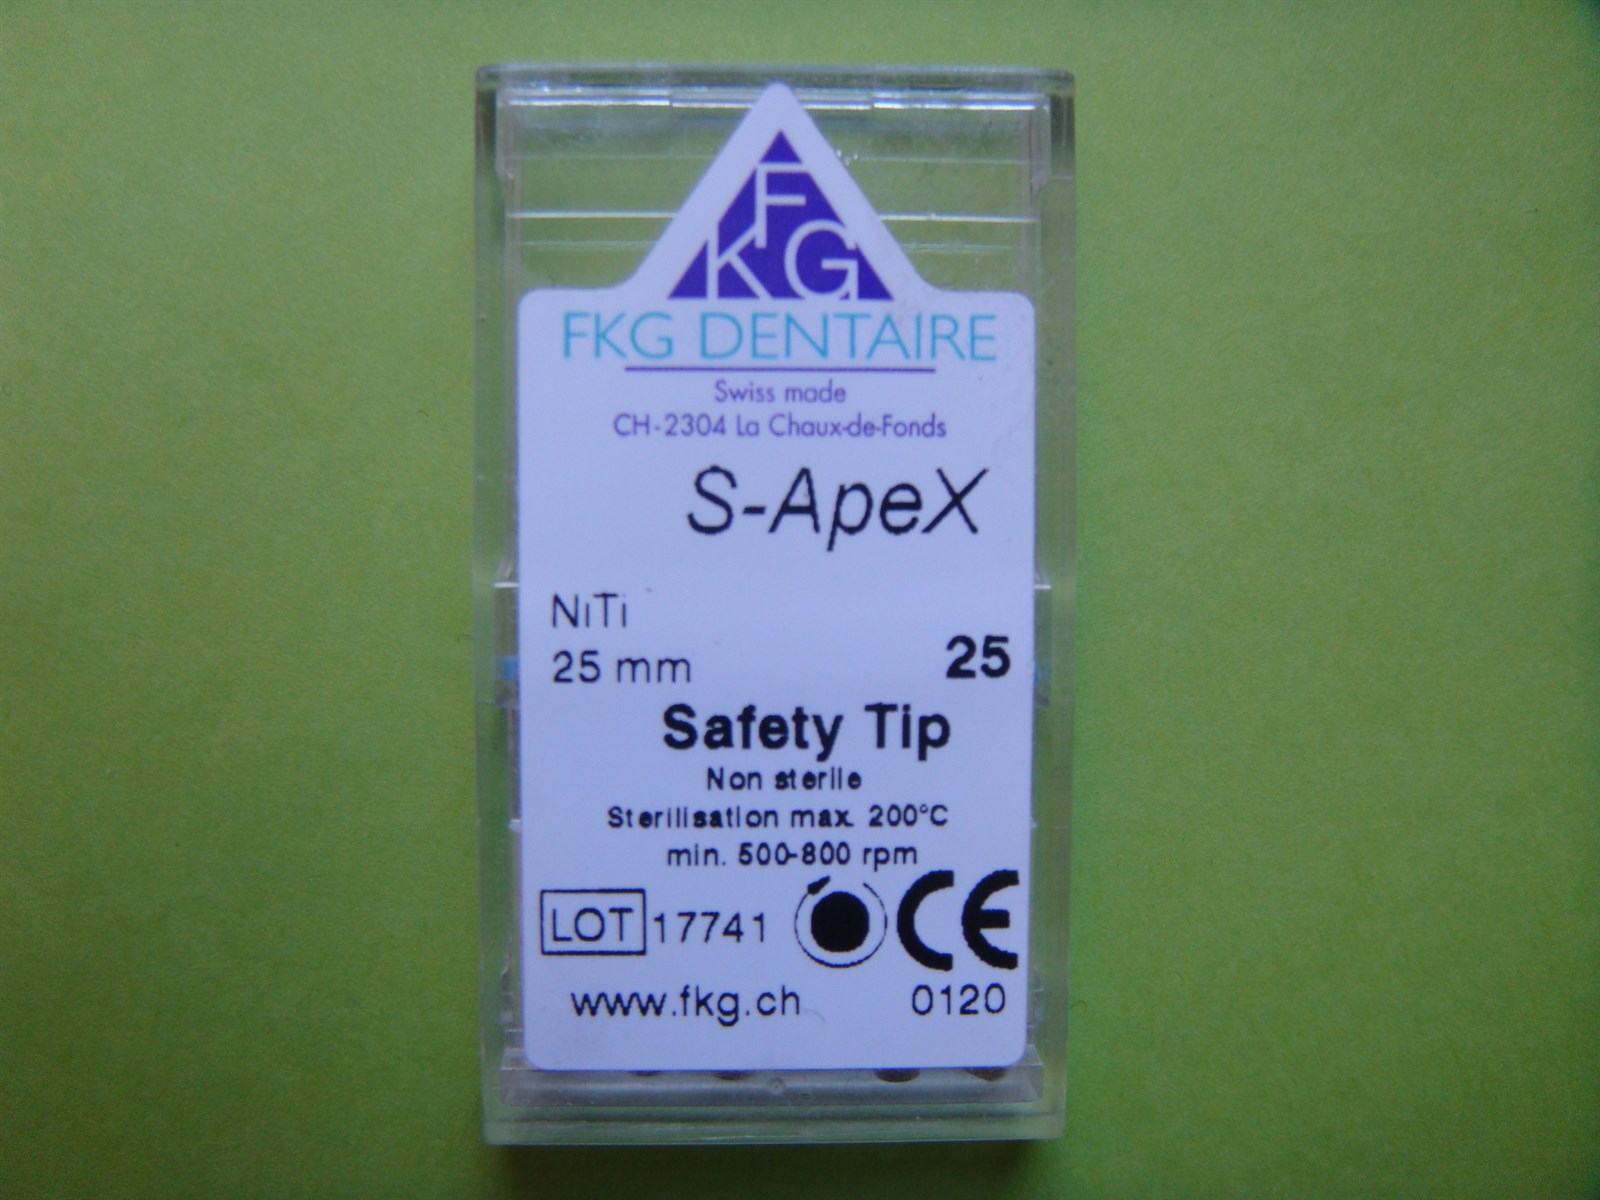 FKG
FKG DENTAIRE
Swiss made
CH-2304 La Chaux-de-Fonds
S-ApeX
NiTi
25 mm 25
Safety Tip
Non sterile
Sterilisation max. 200°C
min. 500-800 rpm
LOT 17741 CE
www.fkg.ch 0120